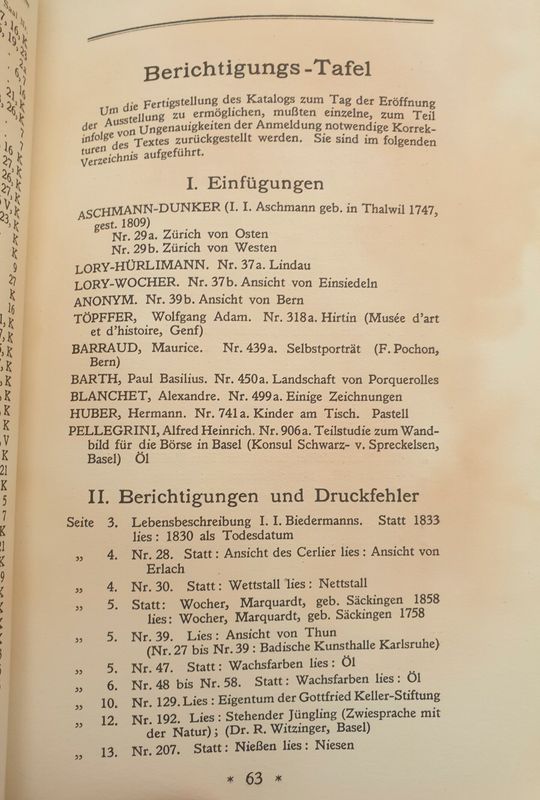 Berichtigungs-Tafel
Um die Fertigstellung des Katalogs zum Tag der Eröffnung
der Ausstellung zu ermöglichen, mußten einzelne, zum Teil
infolge von Ungenauigkeiten der Anmeldung notwendige Korrek-
turen des Textes zurückgestellt werden. Sie sind im folgenden
Verzeichnis aufgeführt.
I. Einfügungen
ASCHMANN-DUNKER (I. I. Aschmann geb. in Thalwil 1747,
gest. 1809)
Nr. 29a. Zürich von Osten
Nr. 29b. Zürich von Westen
LORY-HÜRLIMANN. Nr. 37a. Lindau
LORY-WOCHER. Nr. 37b. Ansicht von Einsiedeln
ANONYM. Nr. 39b. Ansicht von Bern
TÖPFFER, Wolfgang Adam. Nr. 318a. Hirtin (Musée d'art
et d'histoire, Genf)
BARRAUD, Maurice. Nr. 439a. Selbstporträt (F. Pochon,
Bern)
BARTH, Paul Basilius. Nr. 450a. Landschaft von Porquerolles
BLANCHET, Alexandre. Nr. 499a. Einige Zeichnungen
HUBER, Hermann. Nr. 741a. Kinder am Tisch. Pastell
PELLEGRINI, Alfred Heinrich. Nr. 906a. Teilstudie zum Wand-
bild für die Börse in Basel (Konsul Schwarz- v. Spreckelsen,
Basel) Öl
II. Berichtigungen und Druckfehler
Seite 3. Lebensbeschreibung I. I. Biedermanns. Statt 1833
lies: 1830 als Todesdatum
„ 4. Nr. 28. Statt: Ansicht des Cerlier lies: Ansicht von
Erlach
„ 4. Nr. 30. Statt: Wettstall lies: Nettstall
„ 5. Statt: Wocher, Marquardt, geb. Säckingen 1858
lies: Wocher, Marquardt, geb. Säckingen 1758
„ 5. Nr. 39. Lies: Ansicht von Thun
(Nr. 27 bis Nr. 39: Badische Kunsthalle Karlsruhe)
„ 5. Nr. 47. Statt: Wachsfarben lies: Öl
„ 6. Nr. 48 bis Nr. 58. Statt: Wachsfarben lies: Öl
„ 10. Nr. 129. Lies: Eigentum der Gottfried Keller-Stiftung
„ 12. Nr. 192. Lies: Stehender Jüngling (Zwiesprache mit
der Natur); (Dr. R. Witzinger, Basel)
„ 13. Nr. 207. Statt: Nießen lies: Niesen
* 63 *